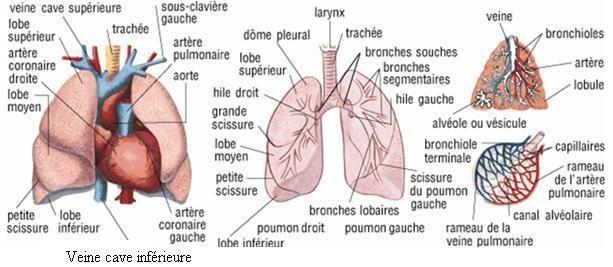 veine cave supérieure
sous-clavière
gauche
trachée
lobe
supérieur
artère
coronaire
droite
artère
pulmonaire
aorte
lobe
moyen
petite
scissure
lobe
inférieur
artère
coronaire
gauche
Veine cave inférieure
larynx
dôme pleural
trachée
lobe
supérieur
bronches souches
bronches
segmentaires
hile droit
hile gauche
grande
scissure
lobe
moyen
petite
scissure
scissure
du poumon
gauche
bronches lobaires
poumon droit
poumon gauche
lobe inférieur
veine
bronchioles
artère
lobule
alvéole ou vésicule
bronchiole
terminale
capillaires
rameau
de l'artère
pulmonaire
canal alvéolaire
rameau de la
veine pulmonaire